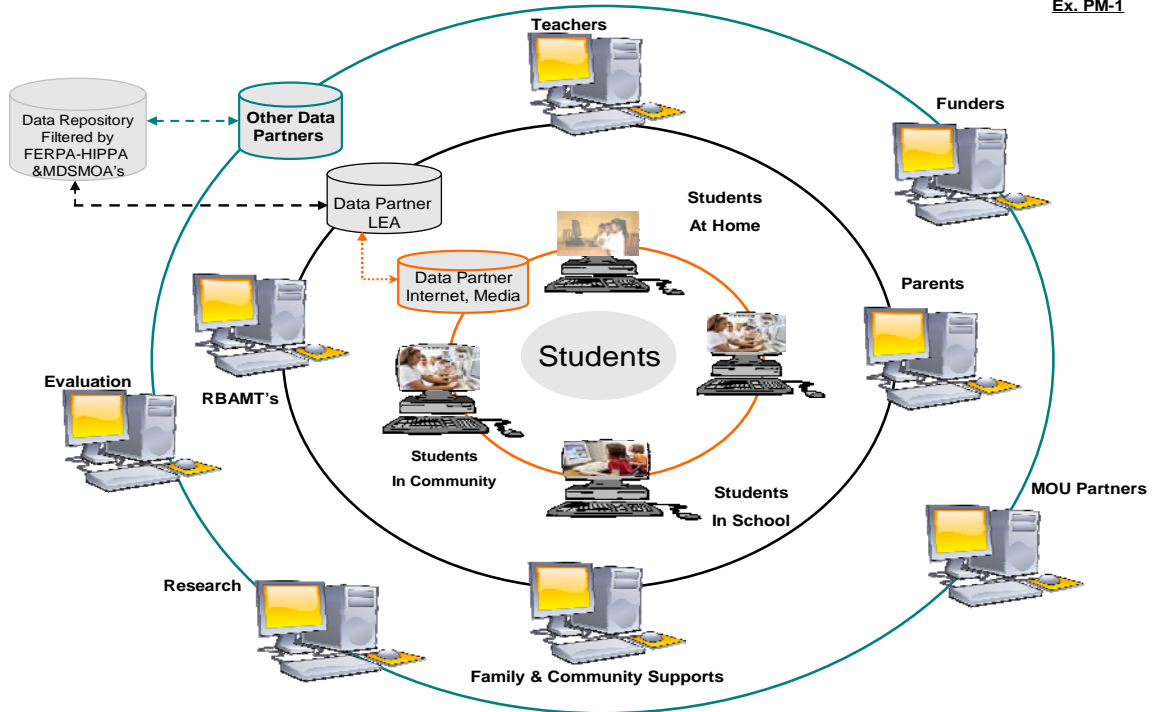 Ex. PM-1
Teachers
Funders
Data Repository
Filtered by
FERPA-HIPPA
&MDSMOA's
Other Data
Partners
Data Partner
LEA
Students
At Home
Data Partner
Internet, Media
Parents
Students
Evaluation
RBAMT's
Students
In Community
Students
In School
MOU Partners
Research
Family & Community Supports